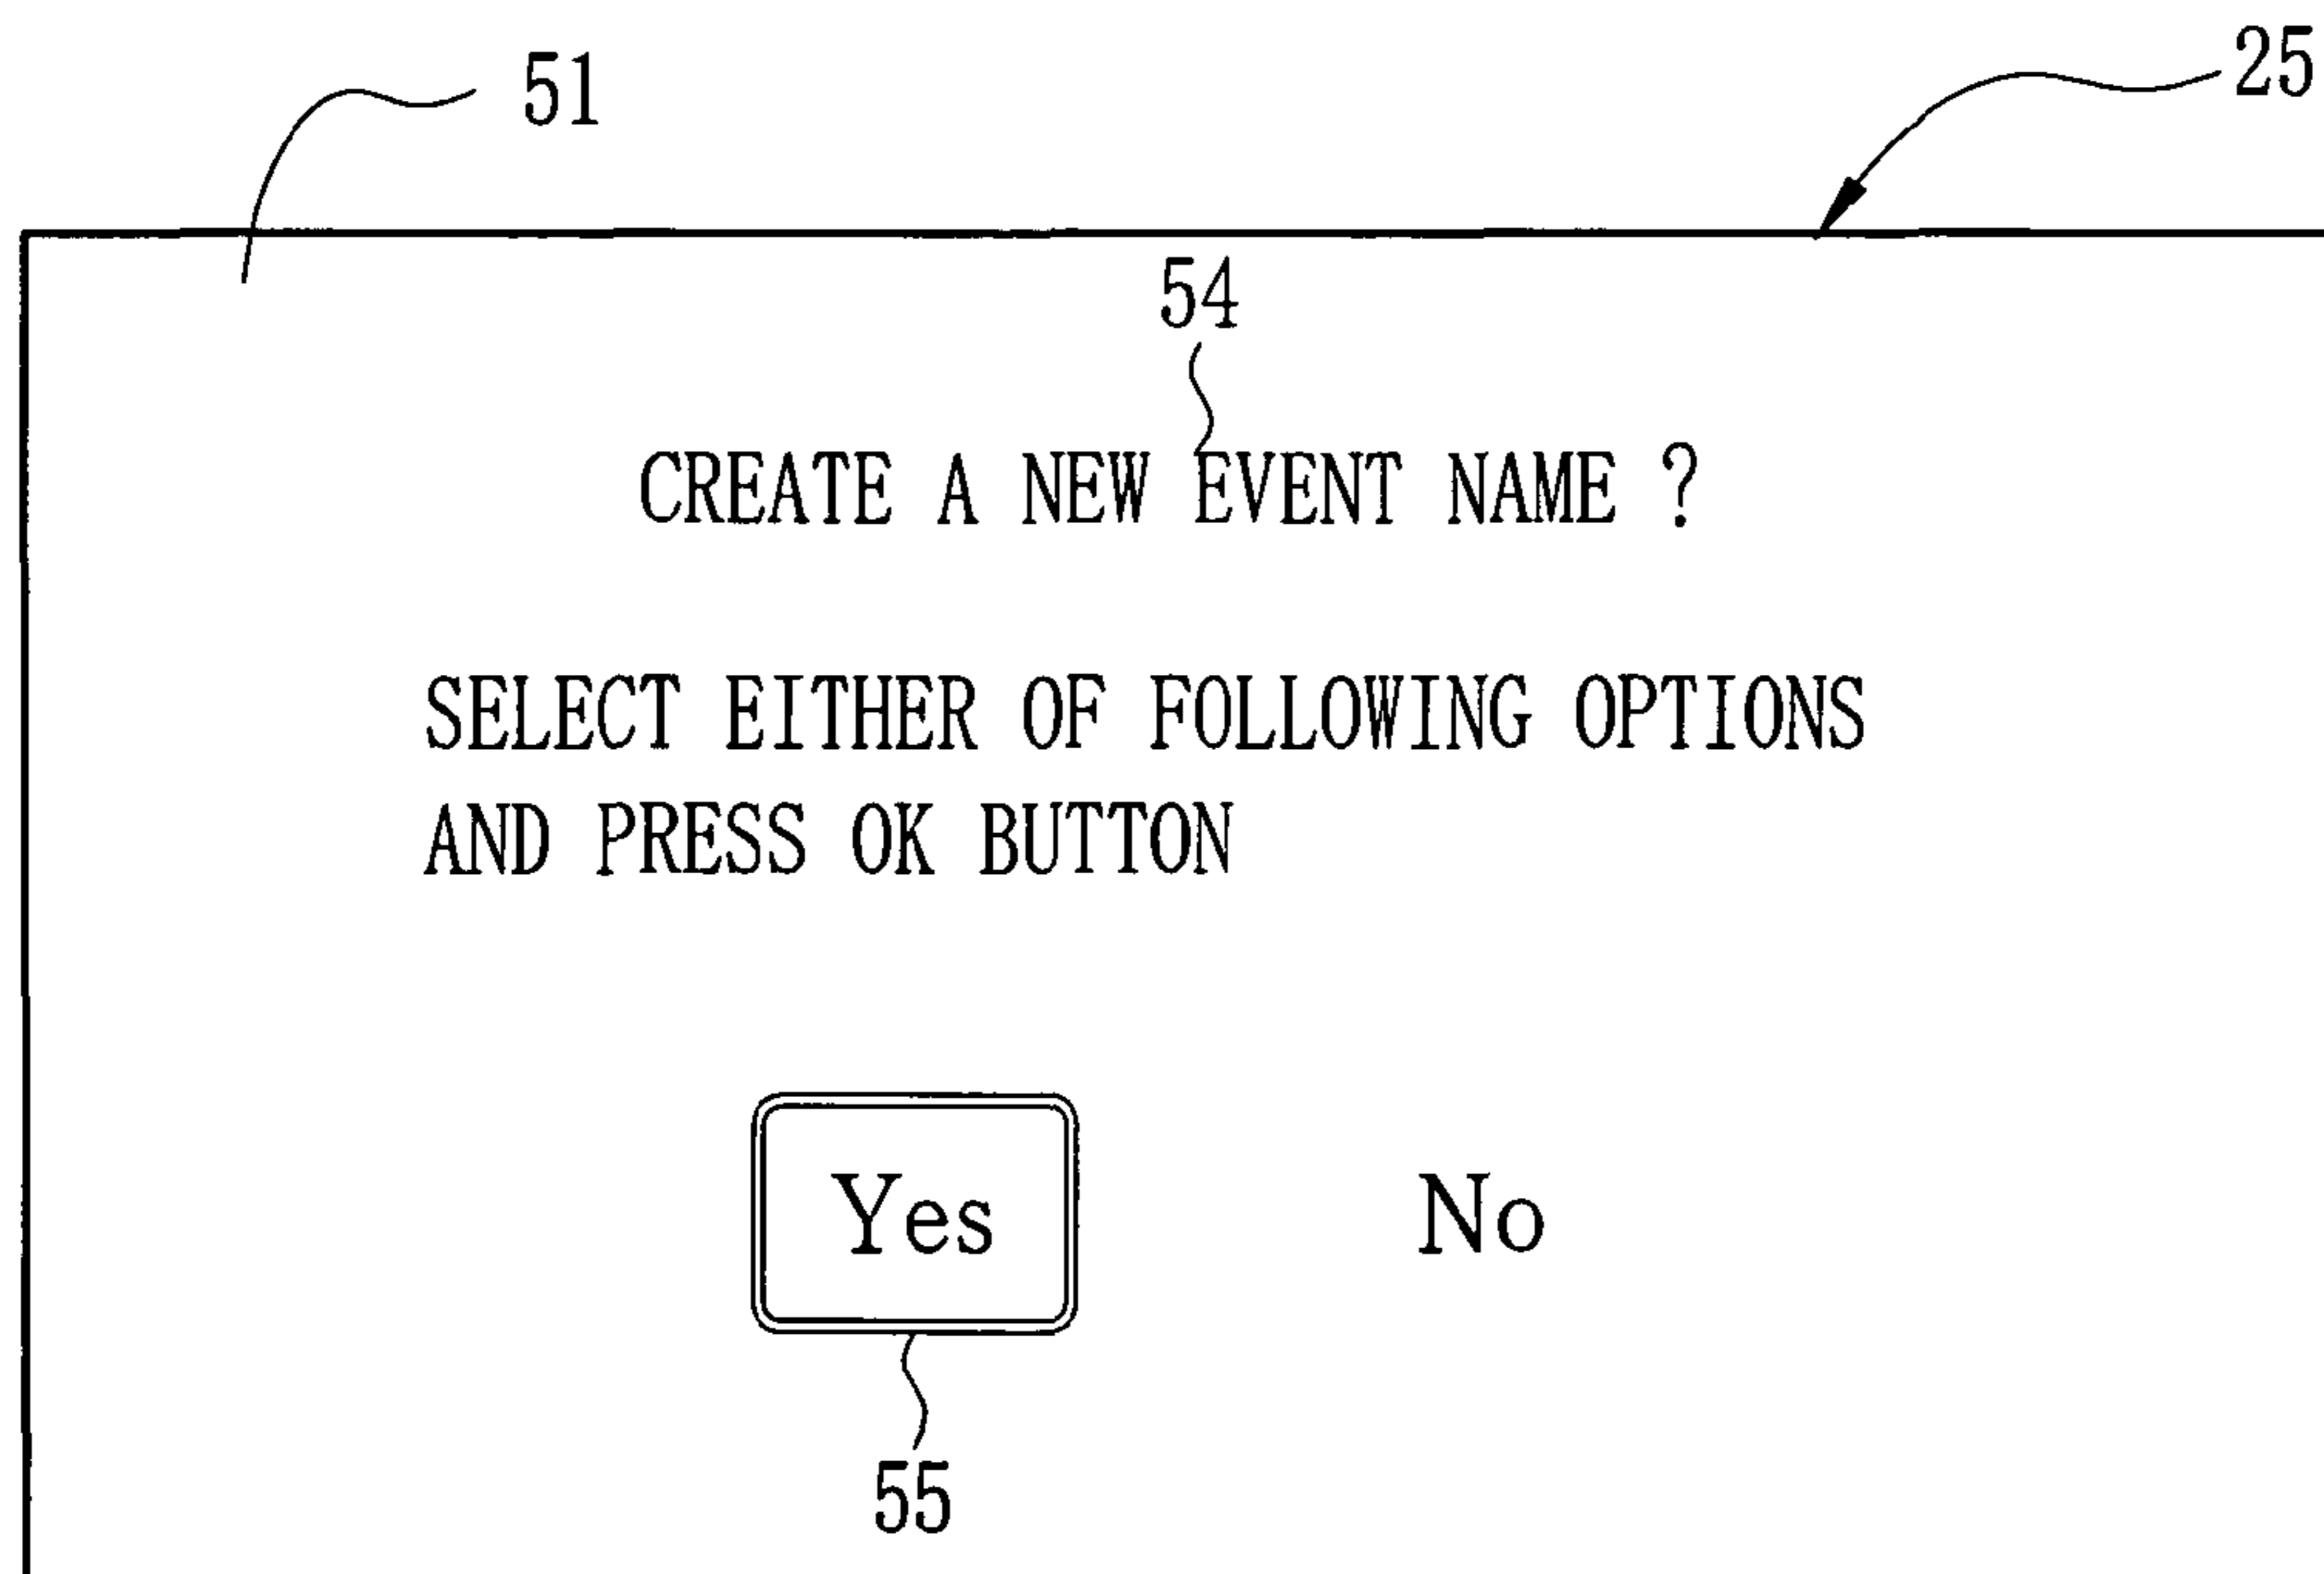 51
25
54
CREATE A NEW EVENT NAME ?
SELECT EITHER OF FOLLOWING OPTIONS
AND PRESS OK BUTTON
Yes No
55